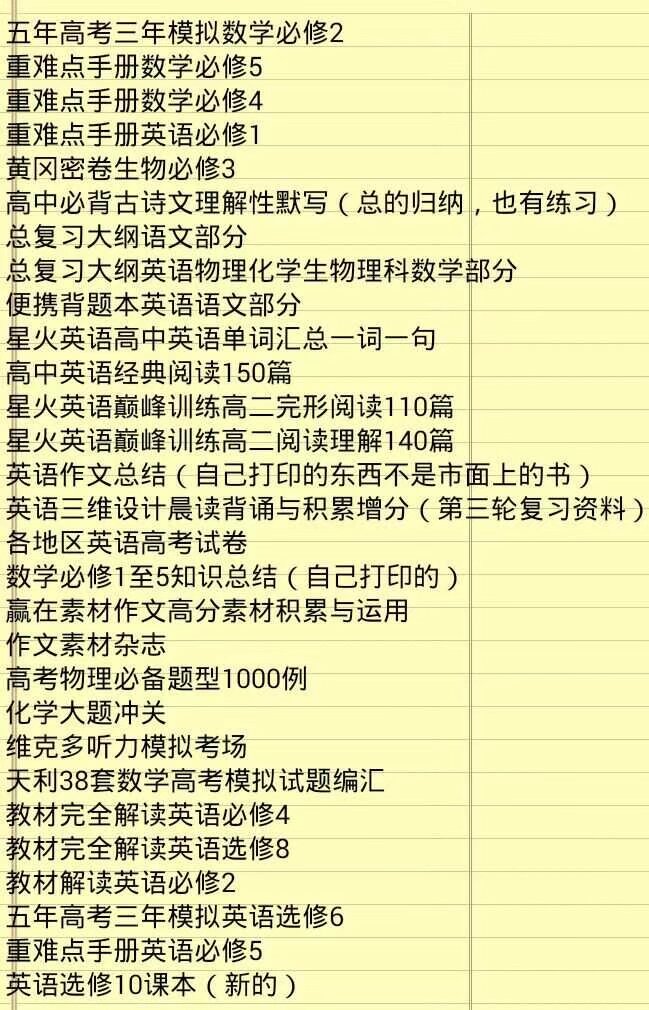 五年高考三年模拟数学必修2
重难点手册数学必修5
重难点手册数学必修4
重难点手册英语必修1
黄冈密卷生物必修3
高中必背古诗文理解性默写（总的归纳，也有练习）
总复习大纲语文部分
总复习大纲英语物理化学生物理科数学部分
便携背题本英语语文部分
星火英语高中英语单词汇总一词一句
高中英语经典阅读150篇
星火英语巅峰训练高二完形阅读110篇
星火英语巅峰训练高二阅读理解140篇
英语作文总结（自己打印的东西不是市面上的书）
英语三维设计晨读背诵与积累增分（第三轮复习资料）
各地区英语高考试卷
数学必修1至5知识总结（自己打印的）
赢在素材作文高分素材积累与运用
作文素材杂志
高考物理必备题型1000例
化学大题冲关
维克多听力模拟考场
天利38套数学高考模拟试题编汇
教材完全解读英语必修4
教材完全解读英语选修8
教材解读英语必修2
五年高考三年模拟英语选修6
重难点手册英语必修5
英语选修10课本（新的）